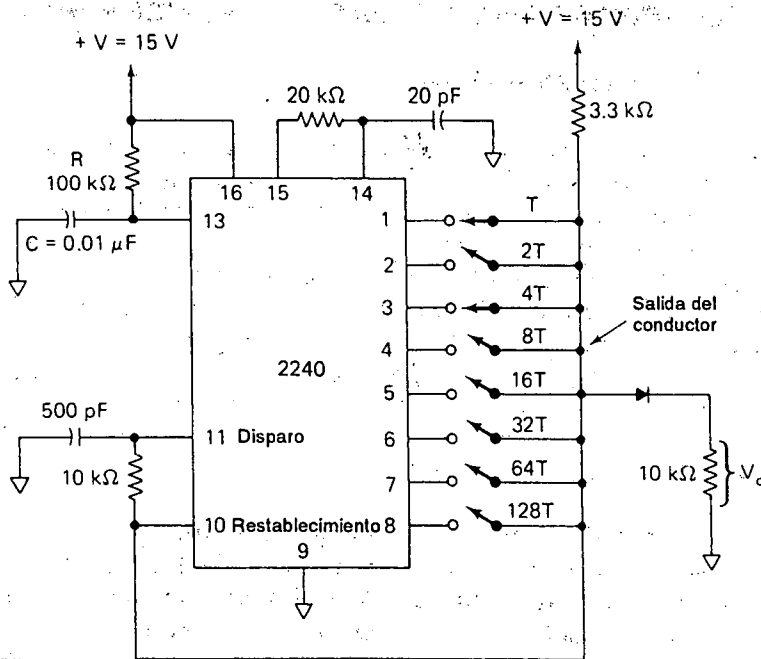 + V = 15 V
+ V = 15 V
20 kΩ
20 pF
3.3 kΩ
R
100 kΩ
16
15
14
13
C = 0.01 μF
1
T
2
2T
3
4T
Salida del
conductor
4
8T
2240
5
16T
500 pF
11 Disparo
6
32T
10 kΩ
7
64T
10 kΩ
10 Restablecimiento
8
128T
9